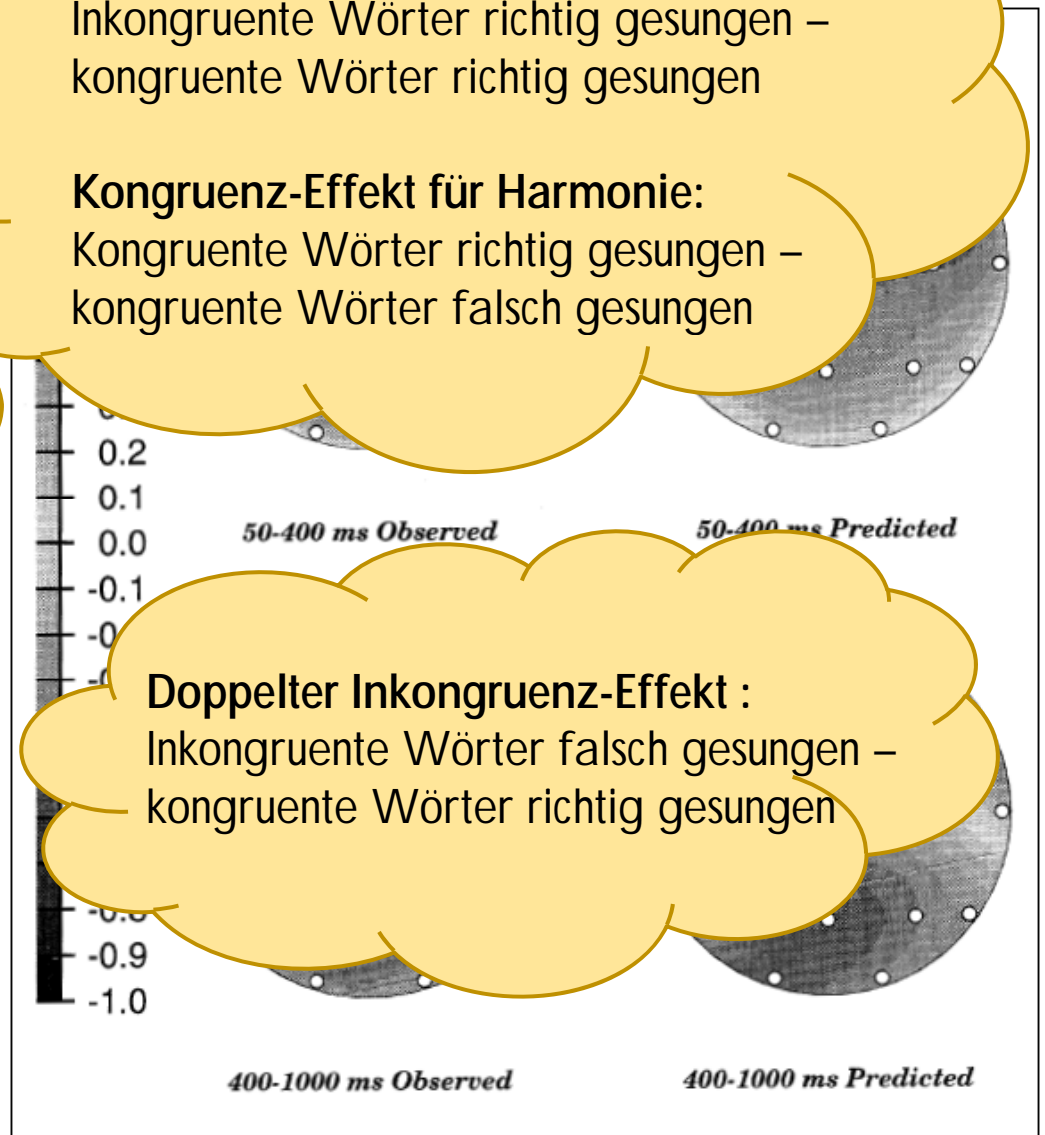 Inkongruente Wörter richtig gesungen –
kongruente Wörter richtig gesungen
Kongruenz-Effekt für Harmonie:
Kongruente Wörter richtig gesungen –
kongruente Wörter falsch gesungen
0.2
0.1
0.0
-0.1
50-400 ms Observed
50-400 ms Predicted
Doppelter Inkongruenz-Effekt :
Inkongruente Wörter falsch gesungen –
kongruente Wörter richtig gesungen
-0.9
-1.0
400-1000 ms Observed
400-1000 ms Predicted